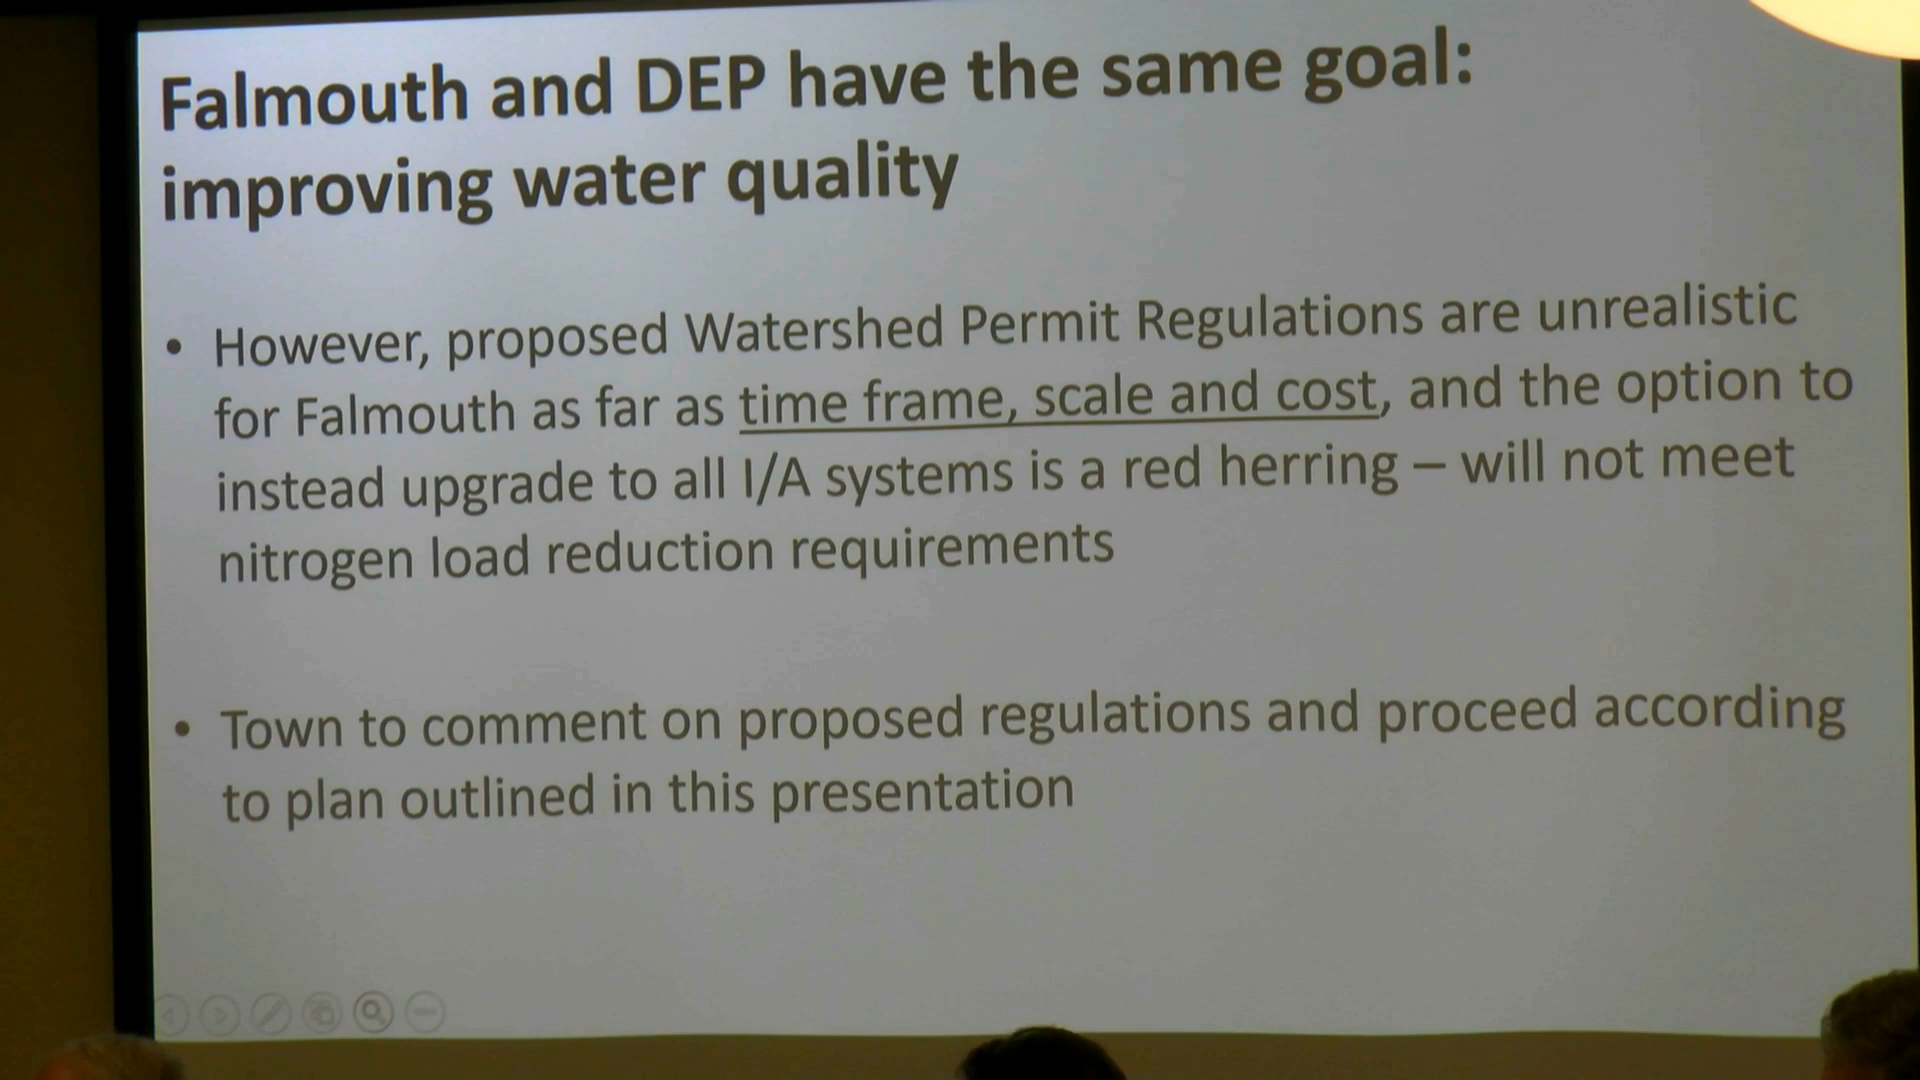 Falmouth and DEP have the same goal:
improving water quality
• However, proposed Watershed Permit Regulations are unrealistic
for Falmouth as far as time frame, scale and cost, and the option to
instead upgrade to all I/A systems is a red herring – will not meet
nitrogen load reduction requirements
• Town to comment on proposed regulations and proceed according
to plan outlined in this presentation